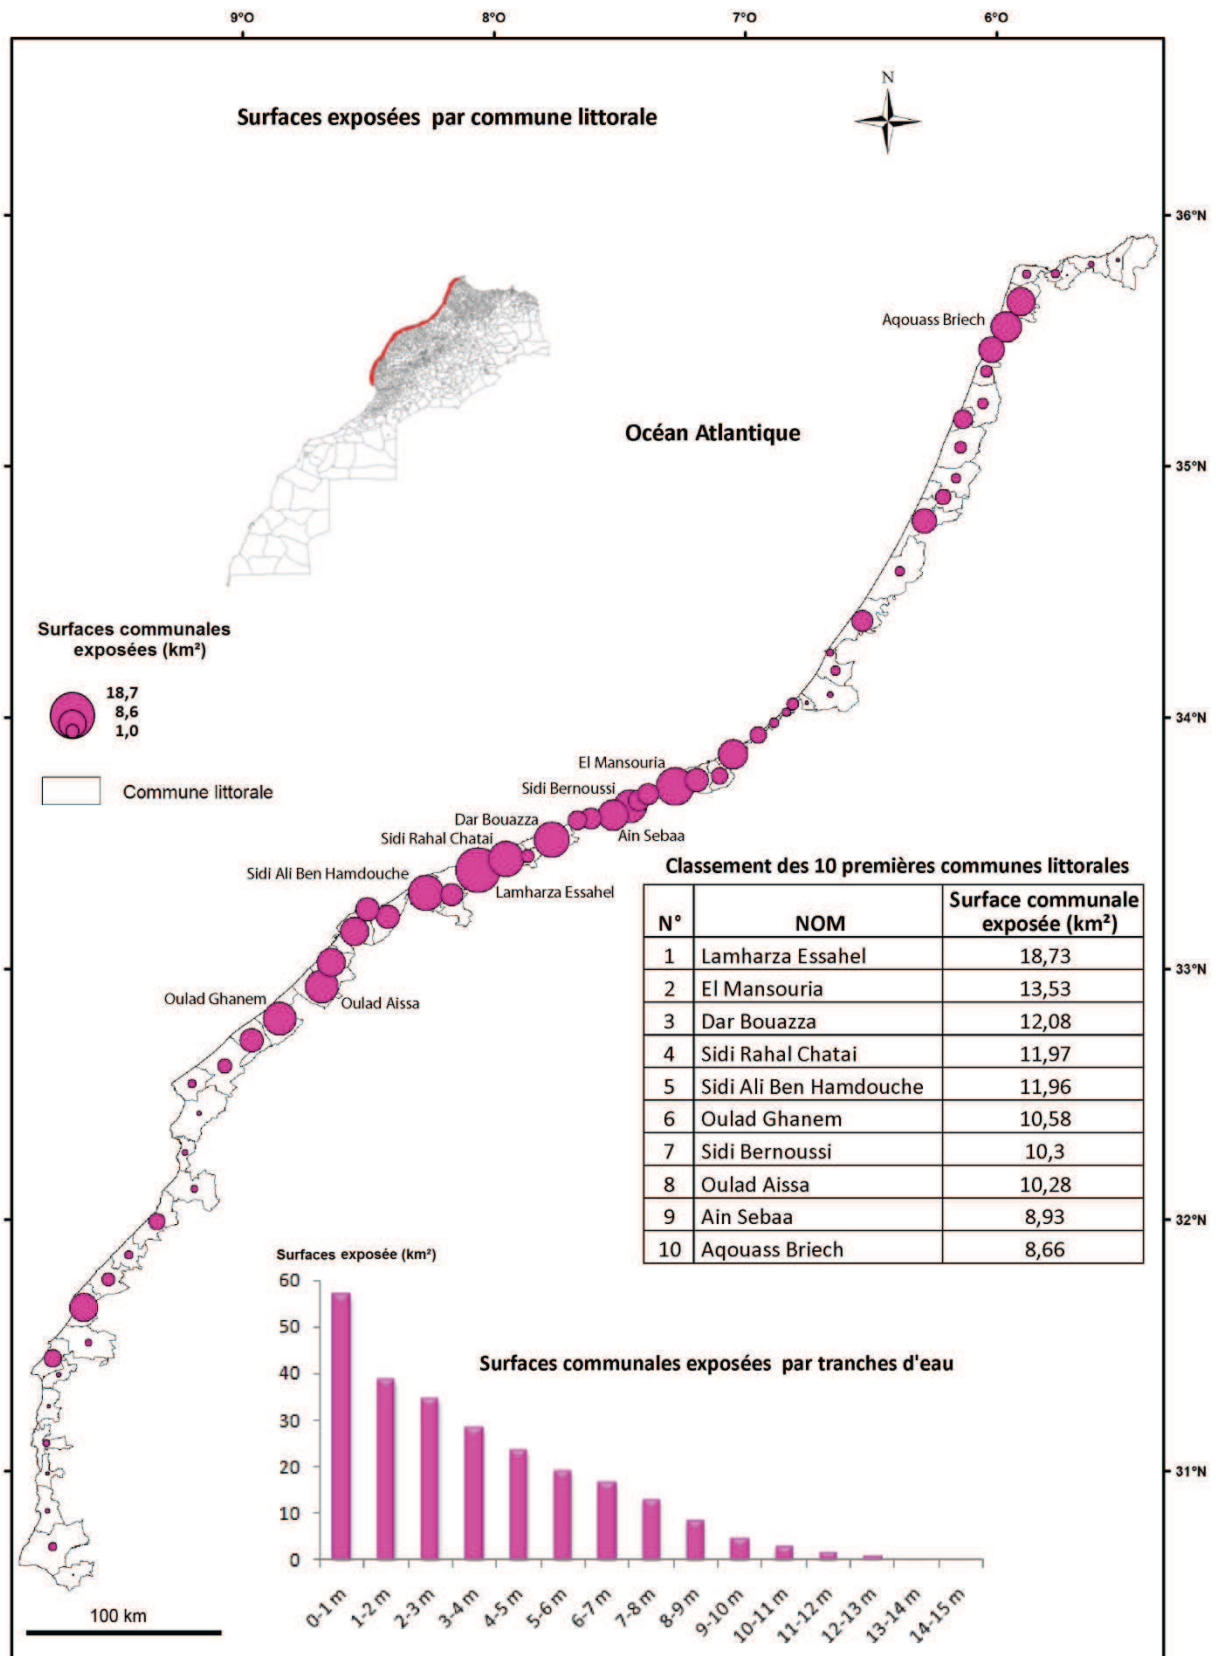 9°O 8°O 7°O 6°O
Surfaces exposées par commune littorale
N
36°N
Aqouass Briech
Océan Atlantique
35°N
Surfaces communales
exposées (km²)
18,7
8,6
1,0
34°N
Commune littorale
El Mansouria
Sidi Bernoussi
Dar Bouazza
Ain Sebaa
Sidi Rahal Chatai
Sidi Ali Ben Hamdouche
Lamharza Essahel
Oulad Ghanem
Oulad Aissa
33°N
Classement des 10 premières communes littorales
N° NOM Surface communale
exposée (km²)
1 Lamharza Essahel 18,73
2 El Mansouria 13,53
3 Dar Bouazza 12,08
4 Sidi Rahal Chatai 11,97
5 Sidi Ali Ben Hamdouche 11,96
6 Oulad Ghanem 10,58
7 Sidi Bernoussi 10,3
8 Oulad Aissa 10,28
9 Ain Sebaa 8,93
10 Aqouass Briech 8,66
32°N
Surfaces exposée (km²)
60
50
40
30
20
10
0
Surfaces communales exposées par tranches d'eau
31°N
0-1 m 1-2 m 2-3 m 3-4 m 4-5 m 5-6 m 6-7 m 7-8 m 8-9 m 9-10 m 10-11 m 11-12 m 12-13 m 13-14 m 14-15 m
100 km